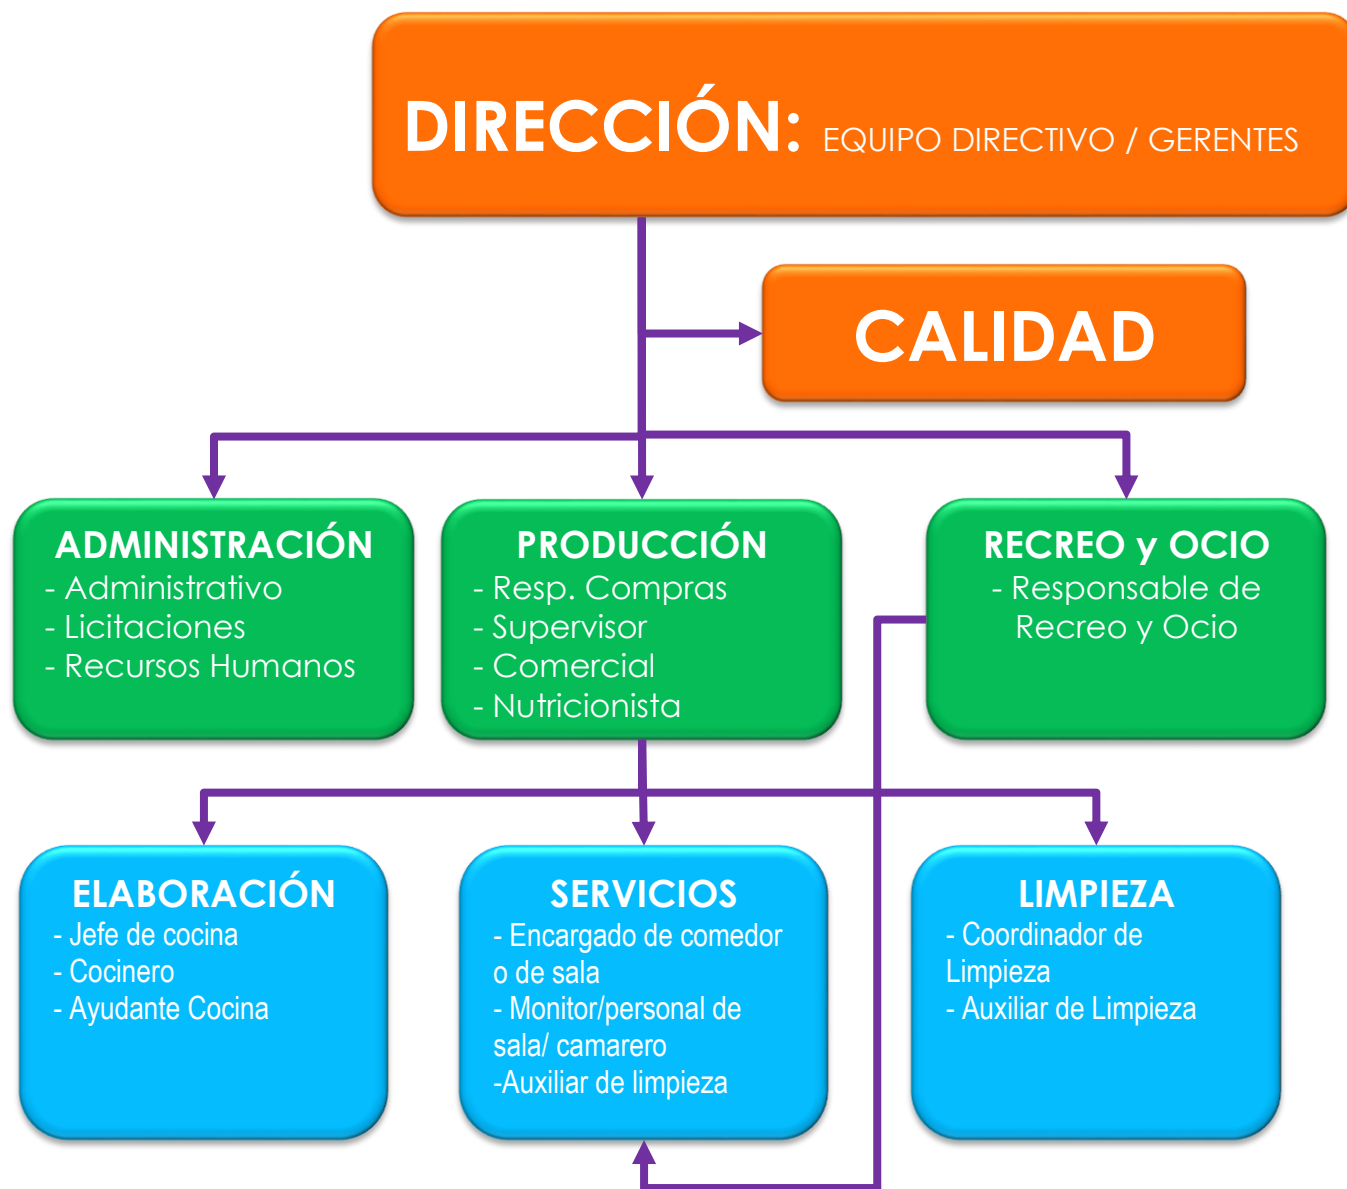 DIRECCIÓN: EQUIPO DIRECTIVO / GERENTES
CALIDAD
ADMINISTRACIÓN
- Administrativo
- Licitaciones
- Recursos Humanos
PRODUCCIÓN
- Resp. Compras
- Supervisor
- Comercial
- Nutricionista
RECREO y OCIO
- Responsable de
Recreo y Ocio
ELABORACIÓN
- Jefe de cocina
- Cocinero
- Ayudante Cocina
SERVICIOS
- Encargado de comedor
o de sala
- Monitor/personal de
sala/ camarero
-Auxiliar de limpieza
LIMPIEZA
- Coordinador de
Limpieza
- Auxiliar de Limpieza